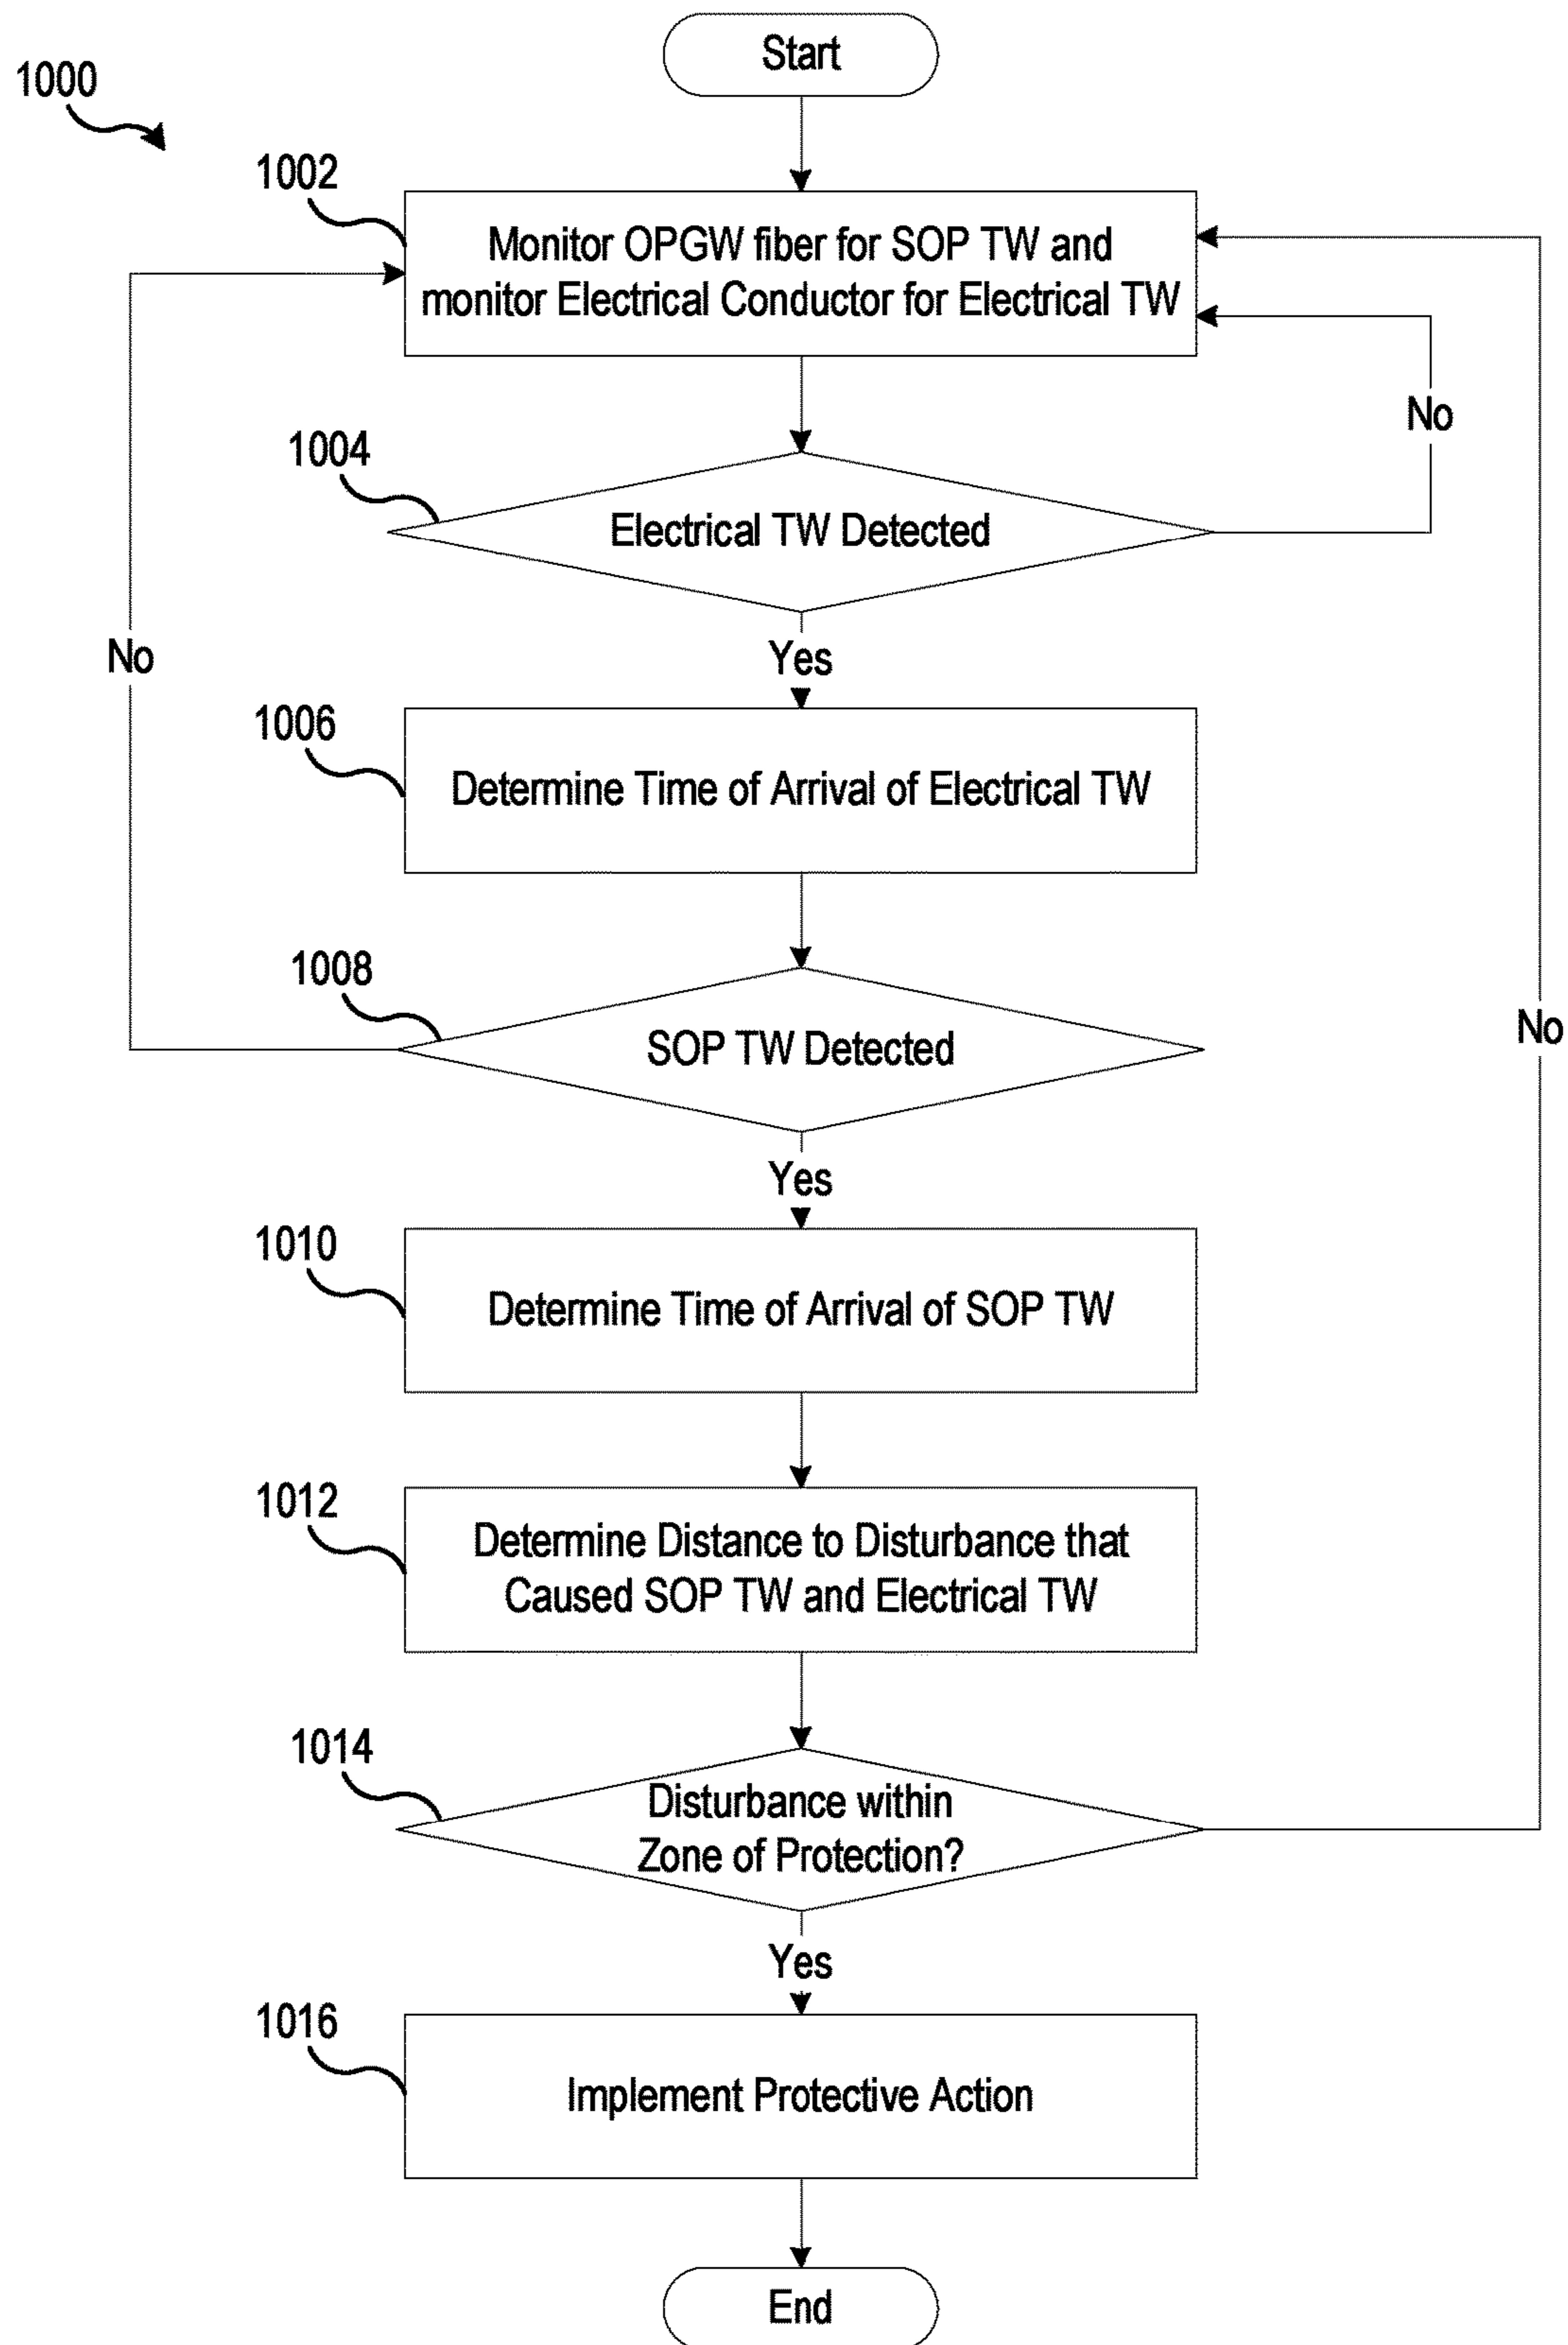 Start
1000
1002
Monitor OPGW fiber for SOP TW and
monitor Electrical Conductor for Electrical TW
No
1004
Electrical TW Detected
No
Yes
1006
Determine Time of Arrival of Electrical TW
1008
SOP TW Detected
No
Yes
1010
Determine Time of Arrival of SOP TW
1012
Determine Distance to Disturbance that
Caused SOP TW and Electrical TW
1014
Disturbance within
Zone of Protection?
Yes
1016
Implement Protective Action
End